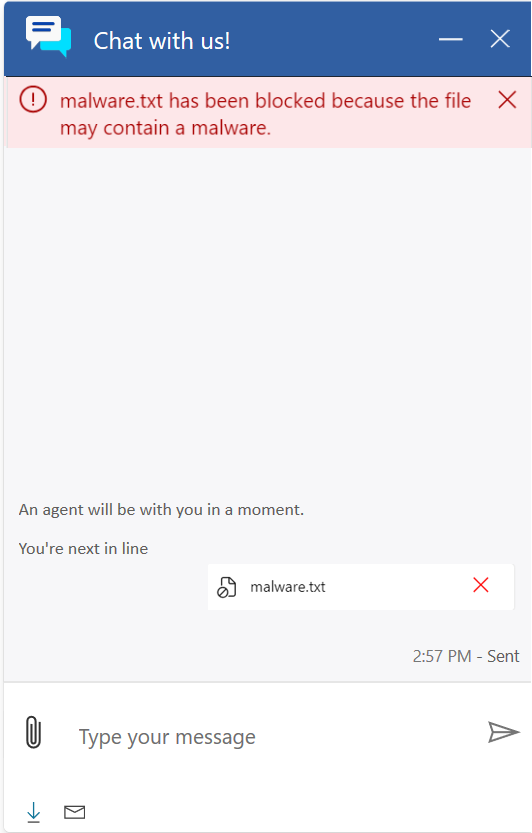 Chat with us!
malware.txt has been blocked because the file
may contain a malware.
An agent will be with you in a moment.
You're next in line
malware.txt
2:57 PM - Sent
Type your message